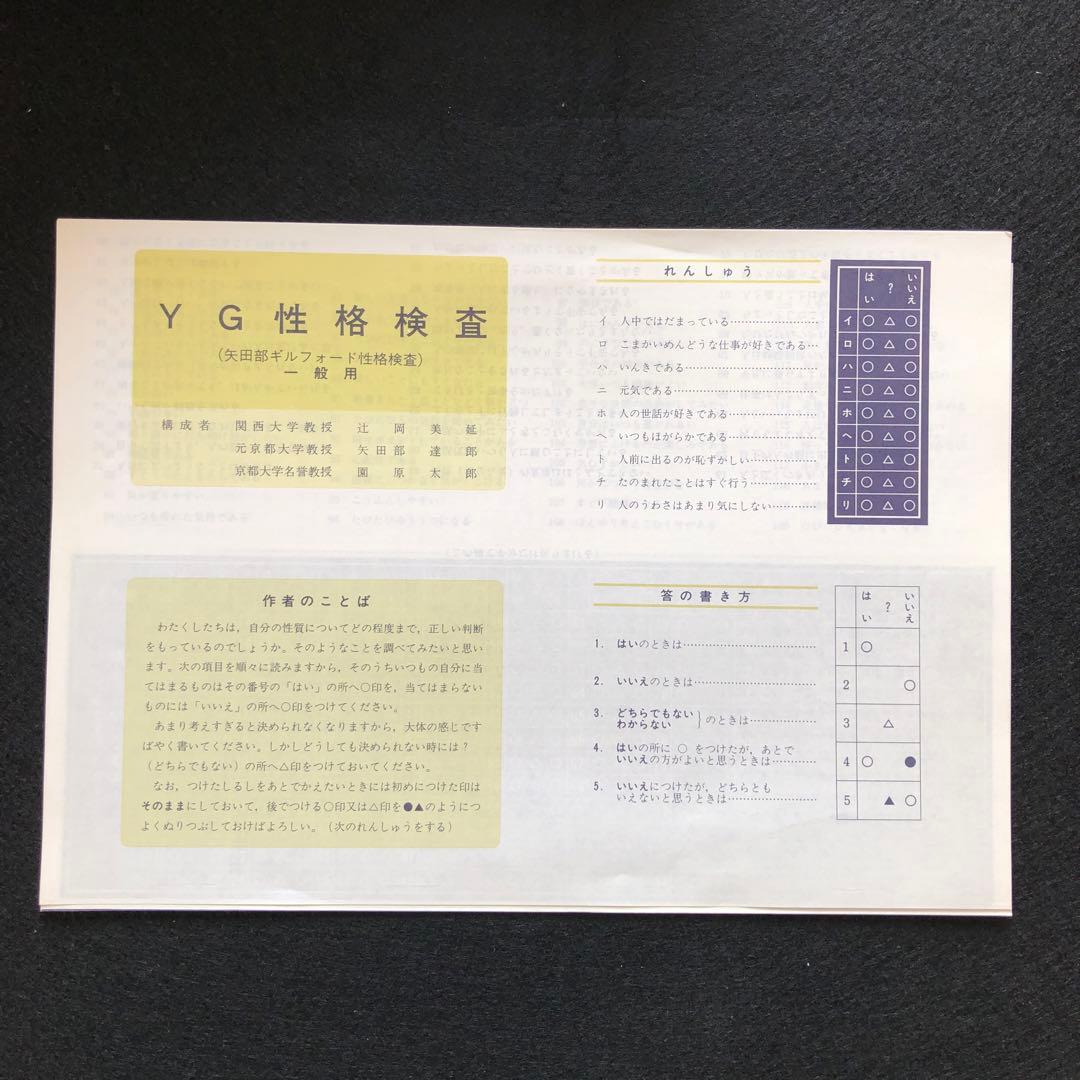 YG性格検査
(矢田部ギルフォード性格検査)
一般用
構成者 関西大学教授 辻岡美延
元京都大学教授 矢田部達郎
京都大学名誉教授 園原太郎
れんしゅう
はい ? いいえ
イ 人中ではだまっている…………………… イ ○ △ ○
ロ こまかいめんどうな仕事が好きである… ロ ○ △ ○
ハ いんきである……………………………… ハ ○ △ ○
ニ 元気である………………………………… ニ ○ △ ○
ホ 人の世話が好きである…………………… ホ ○ △ ○
ヘ いつもほがらかである…………………… ヘ ○ △ ○
ト 人前に出るのが恥ずかしい……………… ト ○ △ ○
チ たのまれたことはすぐ行う……………… チ ○ △ ○
リ 人のうわさはあまり気にしない………… リ ○ △ ○
作者のことば
わたくしたちは，自分の性質についてどの程度まで，正しい判断
をもっているのでしょうか。そのようなことを調べてみたいと思い
ます。次の項目を順々に読みますから，そのうちいつもの自分に当
てはまるものはその番号の「はい」の所へ○印を，当てはまらない
ものには「いいえ」の所へ○印をつけてください。
あまり考えすぎると決められなくなりますから，大体の感じです
ばやく書いてください。しかしどうしても決められない時には？
（どちらでもない）の所へ△印をつけておいてください。
なお，つけたしるしをあとでかえたいときには初めにつけた印は
そのままにしておいて，後でつける○印又は△印を●▲のようにつ
よくぬりつぶしておけばよろしい。（次のれんしゅうをする）
答の書き方
はい ? いいえ
1. はいのときは…………………………… 1 ○
2. いいえのときは………………………… 2 ○
3. どちらでもない
わからない }のときは…………… 3 △
4. はいの所に ○ をつけたが，あとで
いいえの方がよいと思うときは………… 4 ○ ●
5. いいえにつけたが，どちらとも
いえないと思うときは…………………… 5 ▲ ○